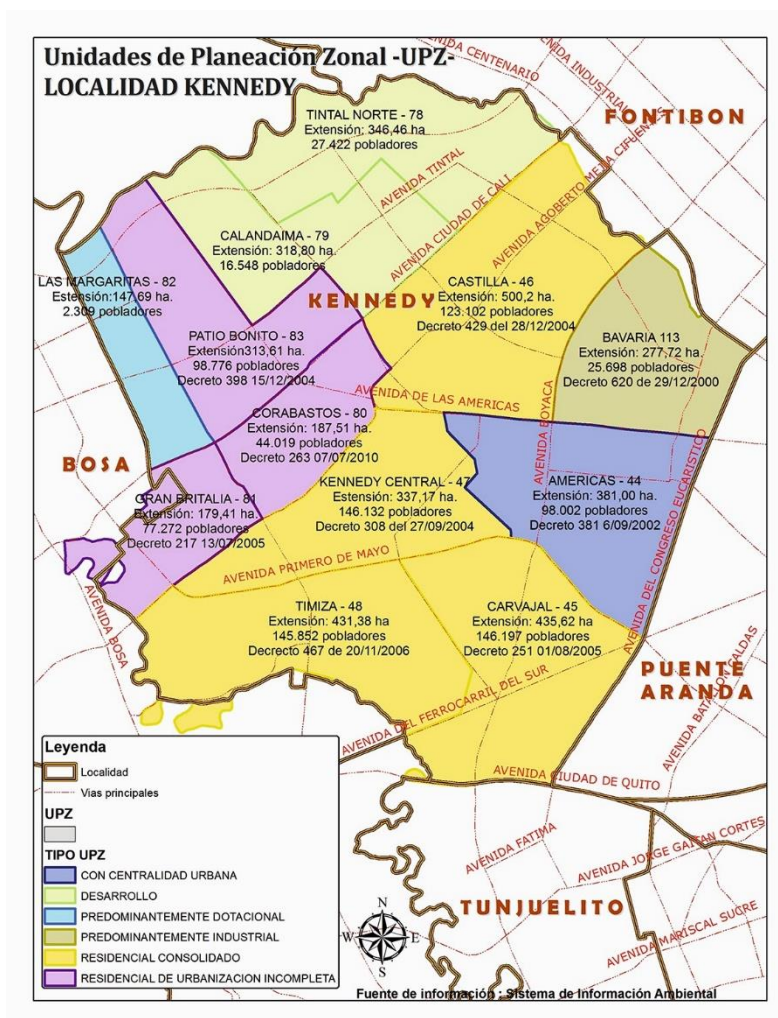 Unidades de Planeación Zonal -UPZ-
LOCALIDAD KENNEDY
AVENIDA CENTENARIO
AVENIDA INDUSTRIAL
FONTIBON
TINTAL NORTE - 78
Extensión: 346,46 ha
27.422 pobladores
AVENIDA AGOBERTO MEJIA CIFUENTES
AVENIDA TINTAL
AVENIDA CIUDAD DE CALI
CALANDAIMA - 79
Extensión: 318,80 ha
16.548 pobladores
LAS MARGARITAS - 82
Estensión:147,69 ha.
2.309 pobladores
CASTILLA - 46
Extensión: 500,2 ha
123.102 pobladores
Decreto 429 del 28/12/2004
KENNEDY
PATIO BONITO - 83
Extensión313,61 ha.
98.776 pobladores
Decreto 398 15/12/2004
BAVARIA 113
Extensión: 277,72 ha.
25.698 pobladores
Decreto 620 de 29/12/2000
AVENIDA DE LAS AMERICAS
AVENIDA BOYACA
CORABASTOS - 80
Extensión: 187,51 ha.
44.019 pobladores
Decreto 263 07/07/2010
BOSA
KENNEDY CENTRAL - 47
Estensión: 337,17 ha.
146.132 pobladores
Decreto 308 del 27/09/2004
AMERICAS - 44
Extensión: 381,00 ha.
98.002 pobladores
Decreto 381 6/09/2002
GRAN BRITALIA - 81
Extensión: 179,41 ha.
77.272 pobladores
Decreto 217 13/07/2005
AVENIDA DEL CONGRESO EUCARISTICO
AVENIDA PRIMERO DE MAYO
AVENIDA BOSA
TIMIZA - 48
Extensión: 431,38 ha
145.852 pobladores
Decrecto 467 de 20/11/2006
CARVAJAL - 45
Extensión: 435,62 ha
146.197 pobladores
Decrecto 251 01/08/2005
PUENTE
ARANDA
AVENIDA BATALLON CALDAS
AVENIDA DEL FERROCARRIL DEL SUR
AVENIDA CIUDAD DE QUITO
AVENIDA FATIMA
AVENIDA JORGE GAITAN CORTES
TUNJUELITO
AVENIDA MARISCAL SUCRE
Leyenda
Localidad
Vias principales
UPZ
TIPO UPZ
CON CENTRALIDAD URBANA
DESARROLLO
PREDOMINANTEMENTE DOTACIONAL
PREDOMINANTEMENTE INDUSTRIAL
RESIDENCIAL CONSOLIDADO
RESIDENCIAL DE URBANIZACION INCOMPLETA
N
W
E
S
Fuente de información : Sistema de Información Ambiental